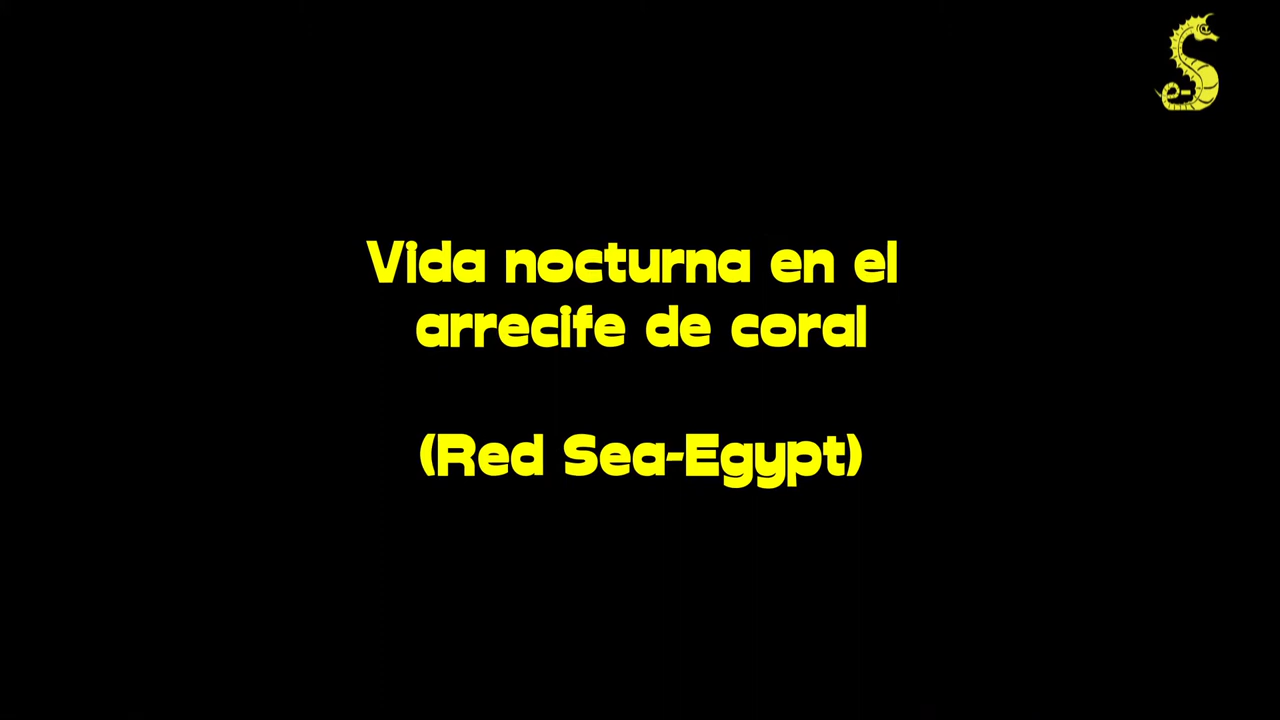 Vida nocturna en el
arrecife de coral
(Red Sea-Egypt)
e-